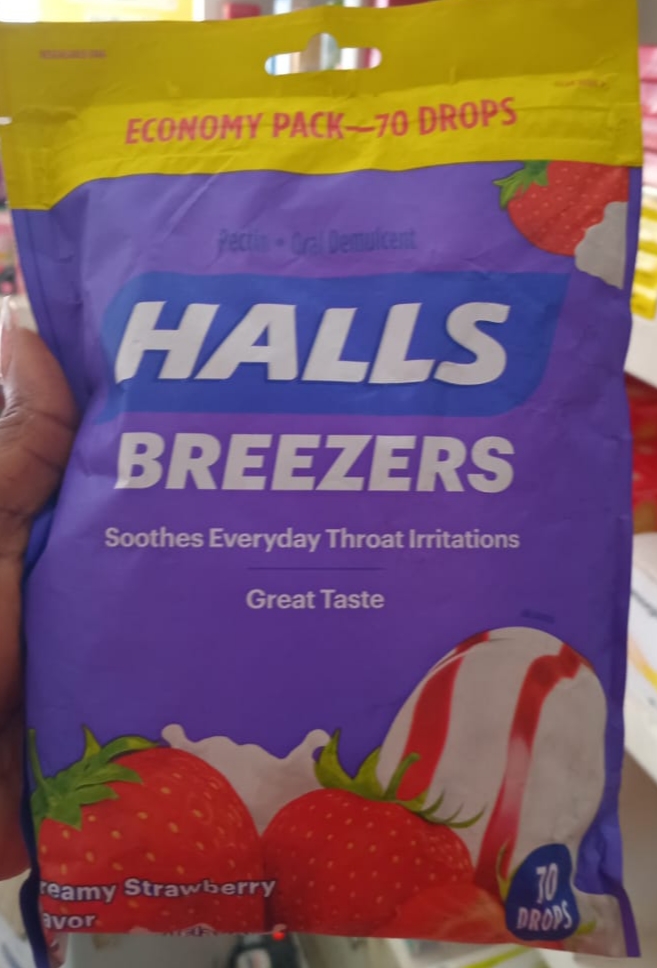 ECONOMY PACK—70 DROPS
Pectin • Oral Demulcent
HALLS
BREEZERS
Soothes Everyday Throat Irritations
Great Taste
reamy Strawberry
avor
70
DROPS